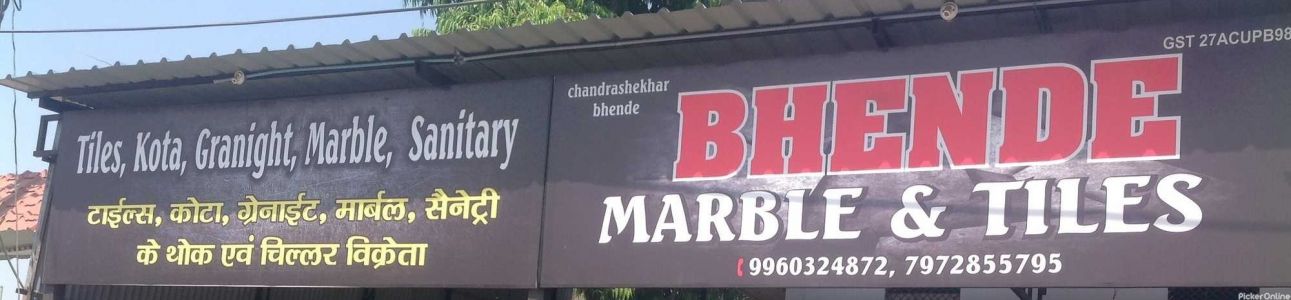 Tiles, Kota, Granight, Marble, Sanitary
टाईल्स, कोटा, ग्रेनाईट, मार्बल, सैनेट्री
के थोक एवं चिल्लर विक्रेता
GST 27ACUPB98
chandrashekhar
bhende
BHENDE
MARBLE & TILES
9960324872, 7972855795
PickerOnline